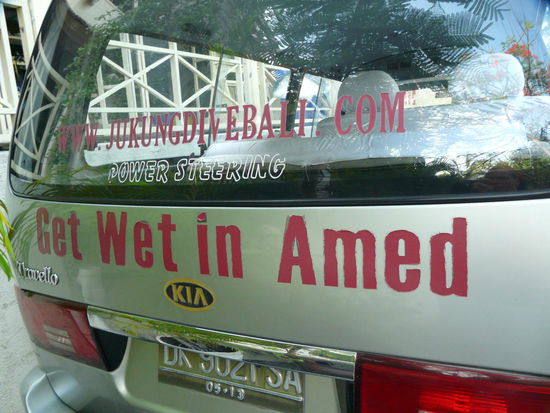 WWW.JUKUNGDIVEBALI.COM
POWER STEERING
Get Wet in Amed
Travello
KIA
DK 9021 SA
05·13